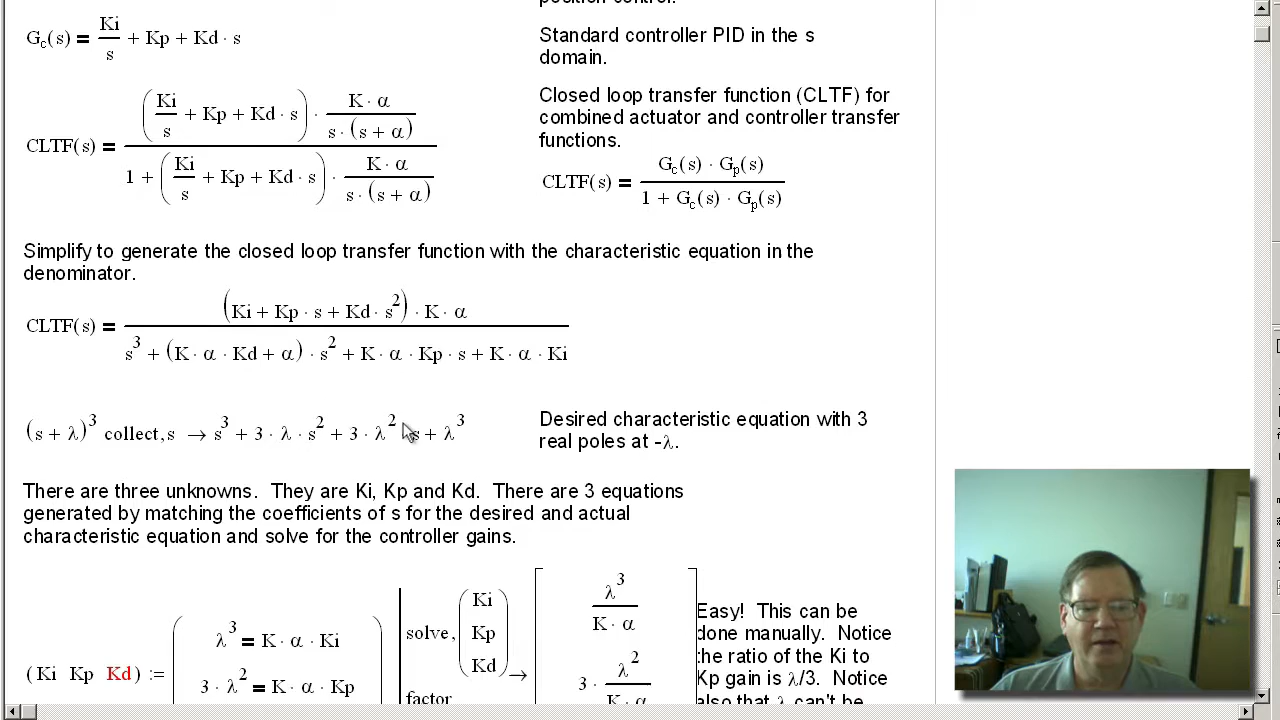 position control.
Gc(s) = Ki/s + Kp + Kd · s
Standard controller PID in the s
domain.
CLTF(s) = ((Ki/s + Kp + Kd · s) · K · α/(s · (s + α)))/(1 + (Ki/s + Kp + Kd · s) · K · α/(s · (s + α)))
Closed loop transfer function (CLTF) for
combined actuator and controller transfer
functions.
CLTF(s) = (Gc(s) · Gp(s))/(1 + Gc(s) · Gp(s))
Simplify to generate the closed loop transfer function with the characteristic equation in the
denominator.
CLTF(s) = ((Ki + Kp · s + Kd · s²) · K · α)/(s³ + (K · α · Kd + α) · s² + K · α · Kp · s + K · α · Ki)
(s + λ)³ collect,s → s³ + 3 · λ · s² + 3 · λ² · s + λ³
Desired characteristic equation with 3
real poles at -λ.
There are three unknowns. They are Ki, Kp and Kd. There are 3 equations
generated by matching the coefficients of s for the desired and actual
characteristic equation and solve for the controller gains.
(Ki Kp Kd) :=
λ³ = K · α · Ki
3 · λ² = K · α · Kp
solve,
Ki
Kp
Kd
factor
→
λ³/(K · α)
3 · λ²/(K · α)
Easy! This can be
done manually. Notice
the ratio of the Ki to
Kp gain is λ/3. Notice
also that λ can't be